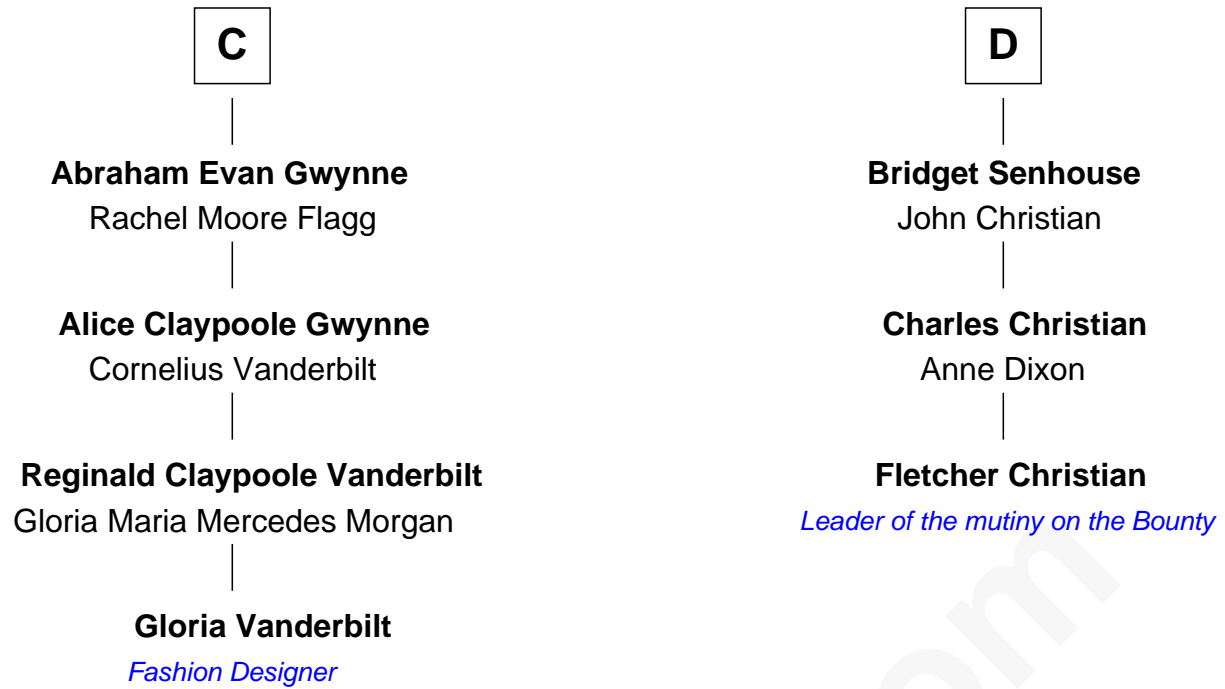 C
Abraham Evan Gwynne
Rachel Moore Flagg
Alice Claypoole Gwynne
Cornelius Vanderbilt
Reginald Claypoole Vanderbilt
Gloria Maria Mercedes Morgan
Gloria Vanderbilt
Fashion Designer
D
Bridget Senhouse
John Christian
Charles Christian
Anne Dixon
Fletcher Christian
Leader of the mutiny on the Bounty
om